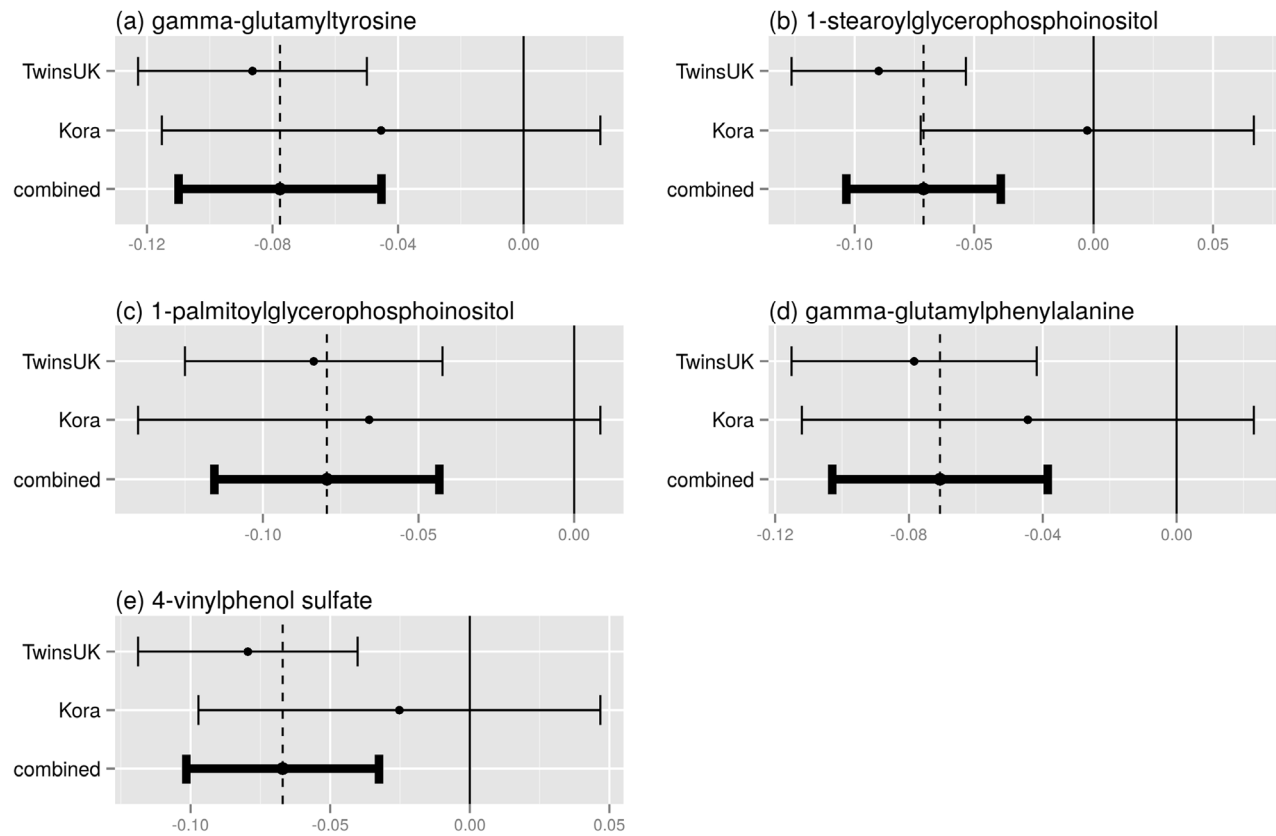 (a) gamma-glutamyltyrosine
TwinsUK
Kora
combined
-0.12 -0.08 -0.04 0.00
(b) 1-stearoylglycerophosphoinositol
TwinsUK
Kora
combined
-0.10 -0.05 0.00 0.05
(c) 1-palmitoylglycerophosphoinositol
TwinsUK
Kora
combined
-0.10 -0.05 0.00
(d) gamma-glutamylphenylalanine
TwinsUK
Kora
combined
-0.12 -0.08 -0.04 0.00
(e) 4-vinylphenol sulfate
TwinsUK
Kora
combined
-0.10 -0.05 0.00 0.05